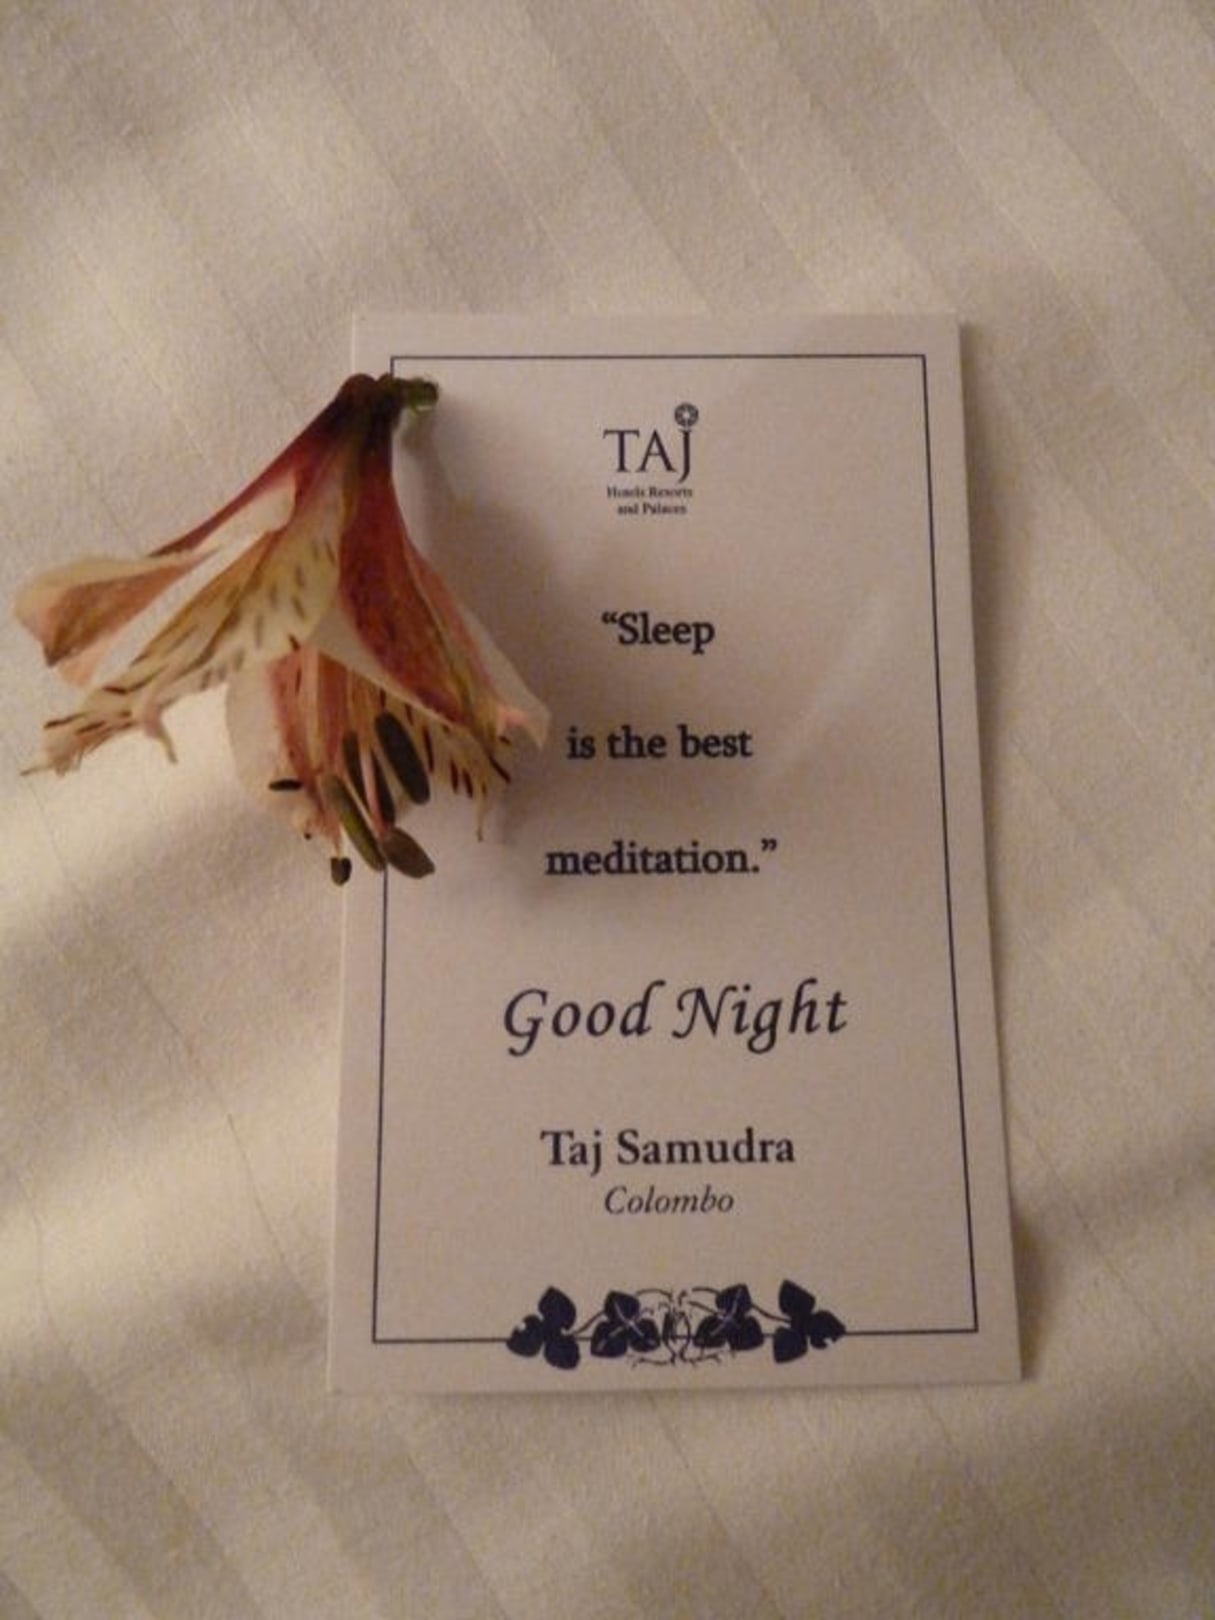 TAJ
Hotels Resorts
and Palaces
“Sleep
is the best
meditation.”
Good Night
Taj Samudra
Colombo